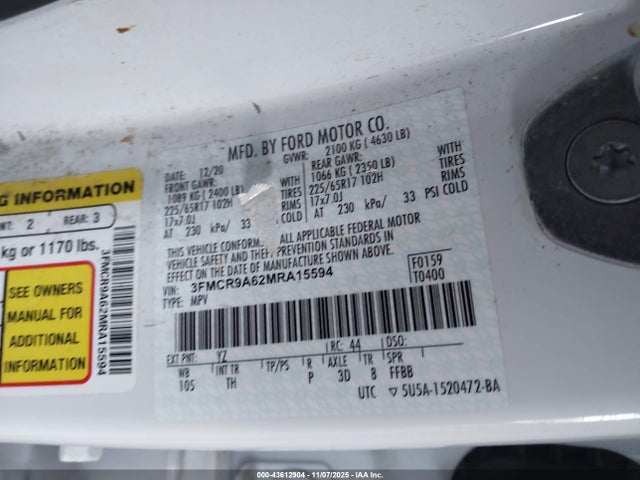 MFD. BY FORD MOTOR CO.
DATE: 12/20 GVWR: 2100 KG ( 4630 LB)
FRONT GAWR: REAR GAWR:
1089 KG ( 2400 LB) WITH 1066 KG ( 2350 LB) WITH
225/65R17 102H TIRES 225/65R17 102H TIRES
17x7.0J RIMS 17x7.0J RIMS
AT 230 kPa/ 33 COLD AT 230 kPa/ 33 PSI COLD
THIS VEHICLE CONFORMS ALL APPLICABLE FEDERAL MOTOR
VEHICLE SAFETY AND THEFT PREVENTION STANDARDS IN
EFFECT ON THE DATE OF MANUFACTURE SHOWN ABOVE.
VIN: 3FMCR9A62MRA15594 F0159
TYPE: MPV T0400
EXT PNT: YZ RC: 44 DSO:
WB INT TR TP/PS R AXLE TR SPR
105 TH P 3D 8 FFBB
UTC ▽5U5A-1520472-BA
G INFORMATION
NT: 2 REAR: 3
kg or 1170 lbs.
SEE OWNERS
MANUAL FOR
ADDITIONAL
INFORMATION
3FMCR9A62MRA15594
(44) - 43612904 - 11/07/2025 - IAA, Inc.